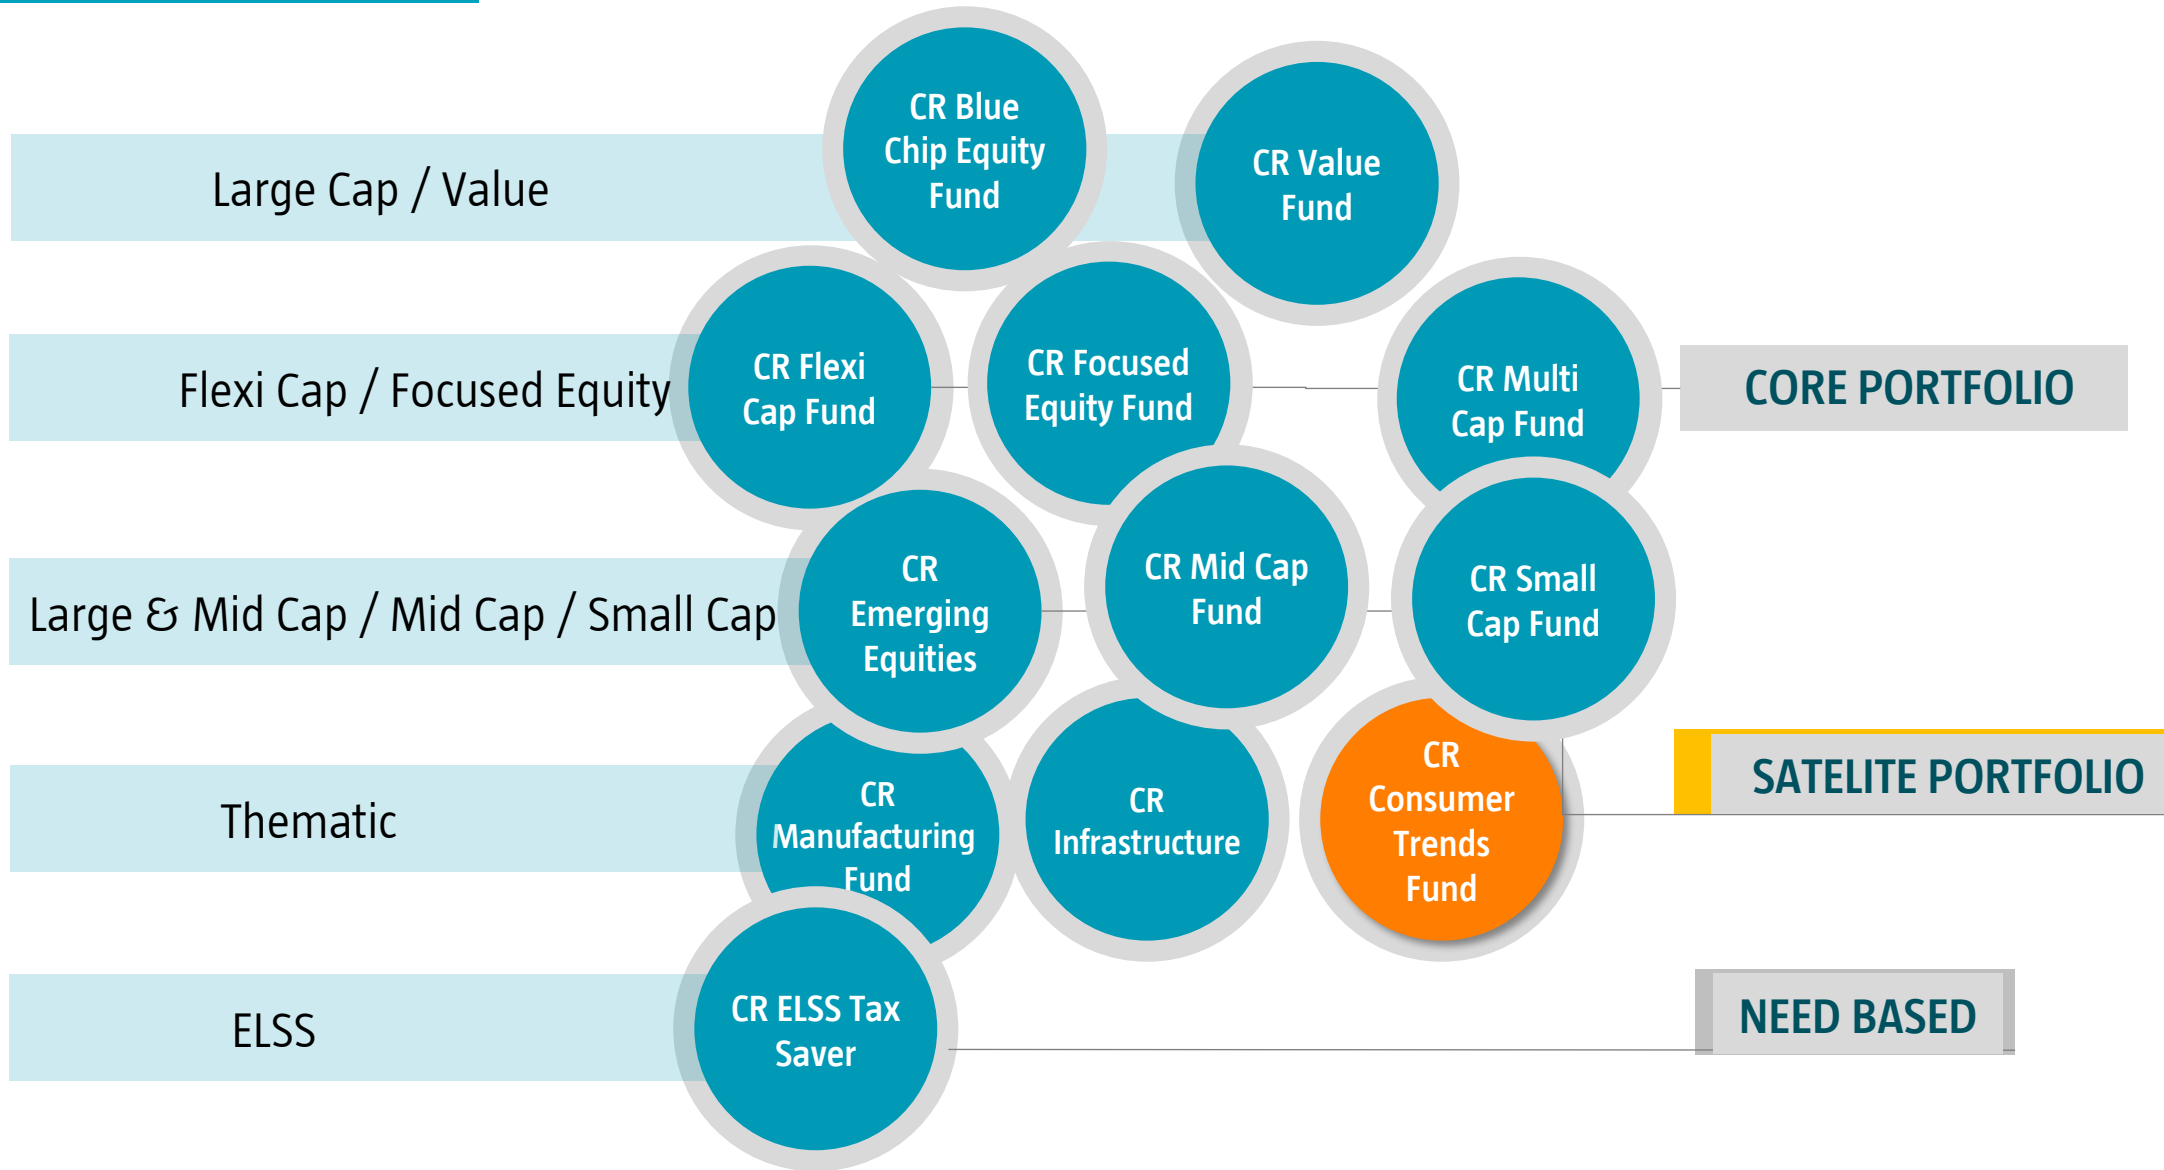 Large Cap / Value
CR Blue
Chip Equity
Fund
CR Value
Fund
Flexi Cap / Focused Equity
CR Flexi
Cap Fund
CR Focused
Equity Fund
CR Multi
Cap Fund
CORE PORTFOLIO
Large & Mid Cap / Mid Cap / Small Cap
CR
Emerging
Equities
CR Mid Cap
Fund
CR Small
Cap Fund
Thematic
CR
Manufacturing
Fund
CR
Infrastructure
CR
Consumer
Trends
Fund
SATELITE PORTFOLIO
ELSS
CR ELSS Tax
Saver
NEED BASED